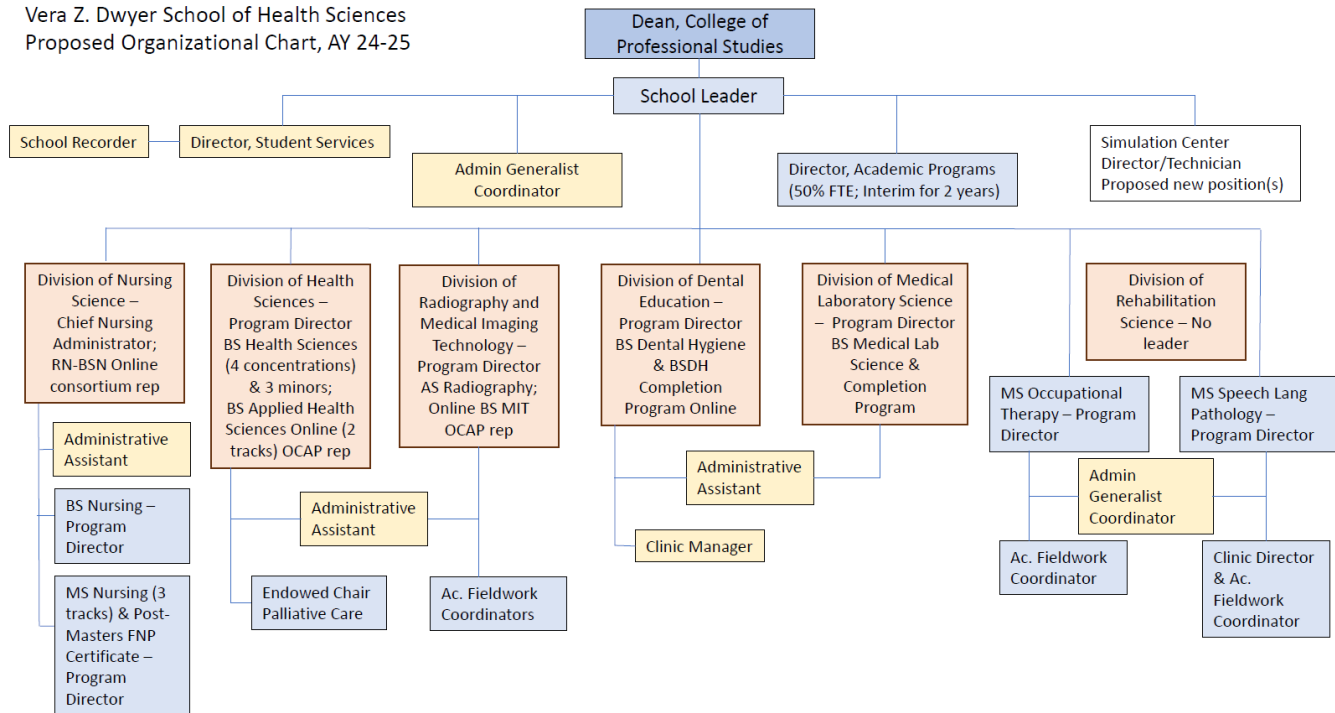 Vera Z. Dwyer School of Health Sciences
Proposed Organizational Chart, AY 24-25
Dean, College of
Professional Studies
School Leader
School Recorder
Director, Student Services
Admin Generalist
Coordinator
Director, Academic Programs
(50% FTE; Interim for 2 years)
Simulation Center
Director/Technician
Proposed new position(s)
Division of Nursing
Science –
Chief Nursing
Administrator;
RN-BSN Online
consortium rep
Division of Health
Sciences –
Program Director
BS Health Sciences
(4 concentrations)
& 3 minors;
BS Applied Health
Sciences Online (2
tracks) OCAP rep
Division of
Radiography and
Medical Imaging
Technology –
Program Director
AS Radiography;
Online BS MIT
OCAP rep
Division of Dental
Education –
Program Director
BS Dental Hygiene
& BSDH
Completion
Program Online
Division of Medical
Laboratory Science
– Program Director
BS Medical Lab
Science &
Completion
Program
Division of
Rehabilitation
Science – No
leader
MS Occupational
Therapy – Program
Director
MS Speech Lang
Pathology –
Program Director
Administrative
Assistant
BS Nursing –
Program
Director
MS Nursing (3
tracks) & Post-
Masters FNP
Certificate –
Program
Director
Administrative
Assistant
Endowed Chair
Palliative Care
Ac. Fieldwork
Coordinators
Administrative
Assistant
Clinic Manager
Admin
Generalist
Coordinator
Ac. Fieldwork
Coordinator
Clinic Director
& Ac.
Fieldwork
Coordinator